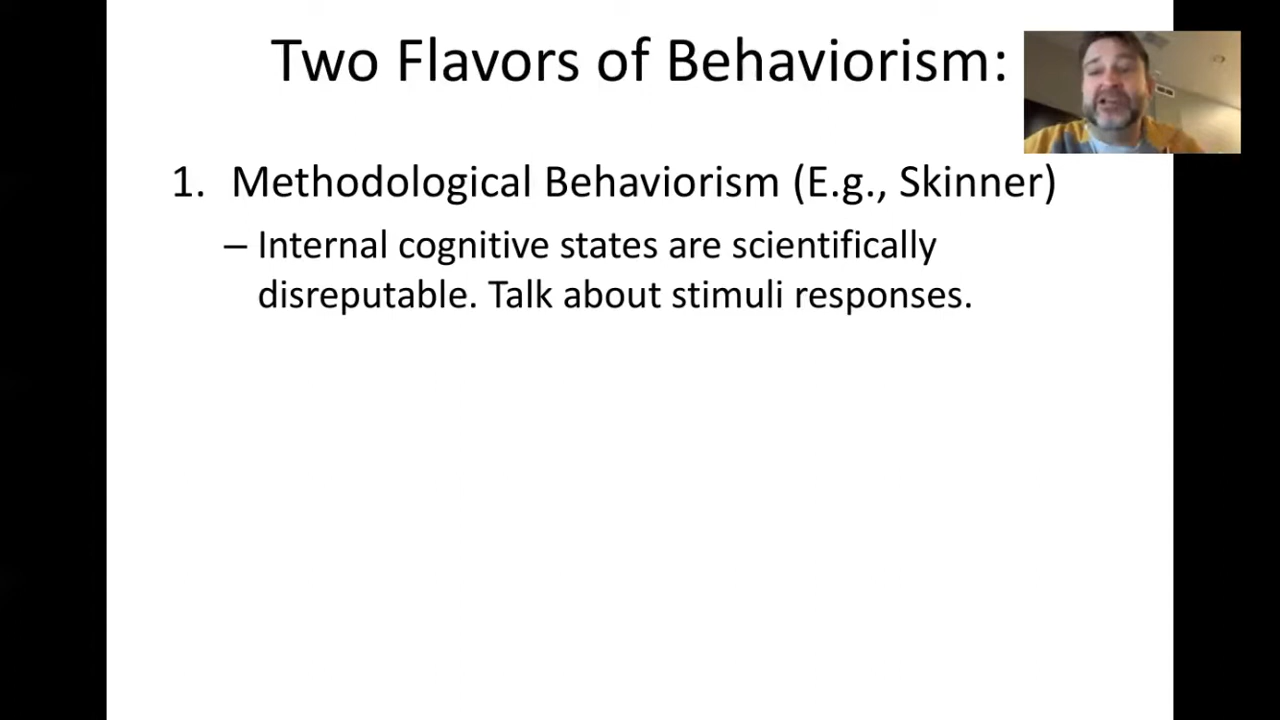 Two Flavors of Behaviorism:
1. Methodological Behaviorism (E.g., Skinner)
– Internal cognitive states are scientifically
disreputable. Talk about stimuli responses.